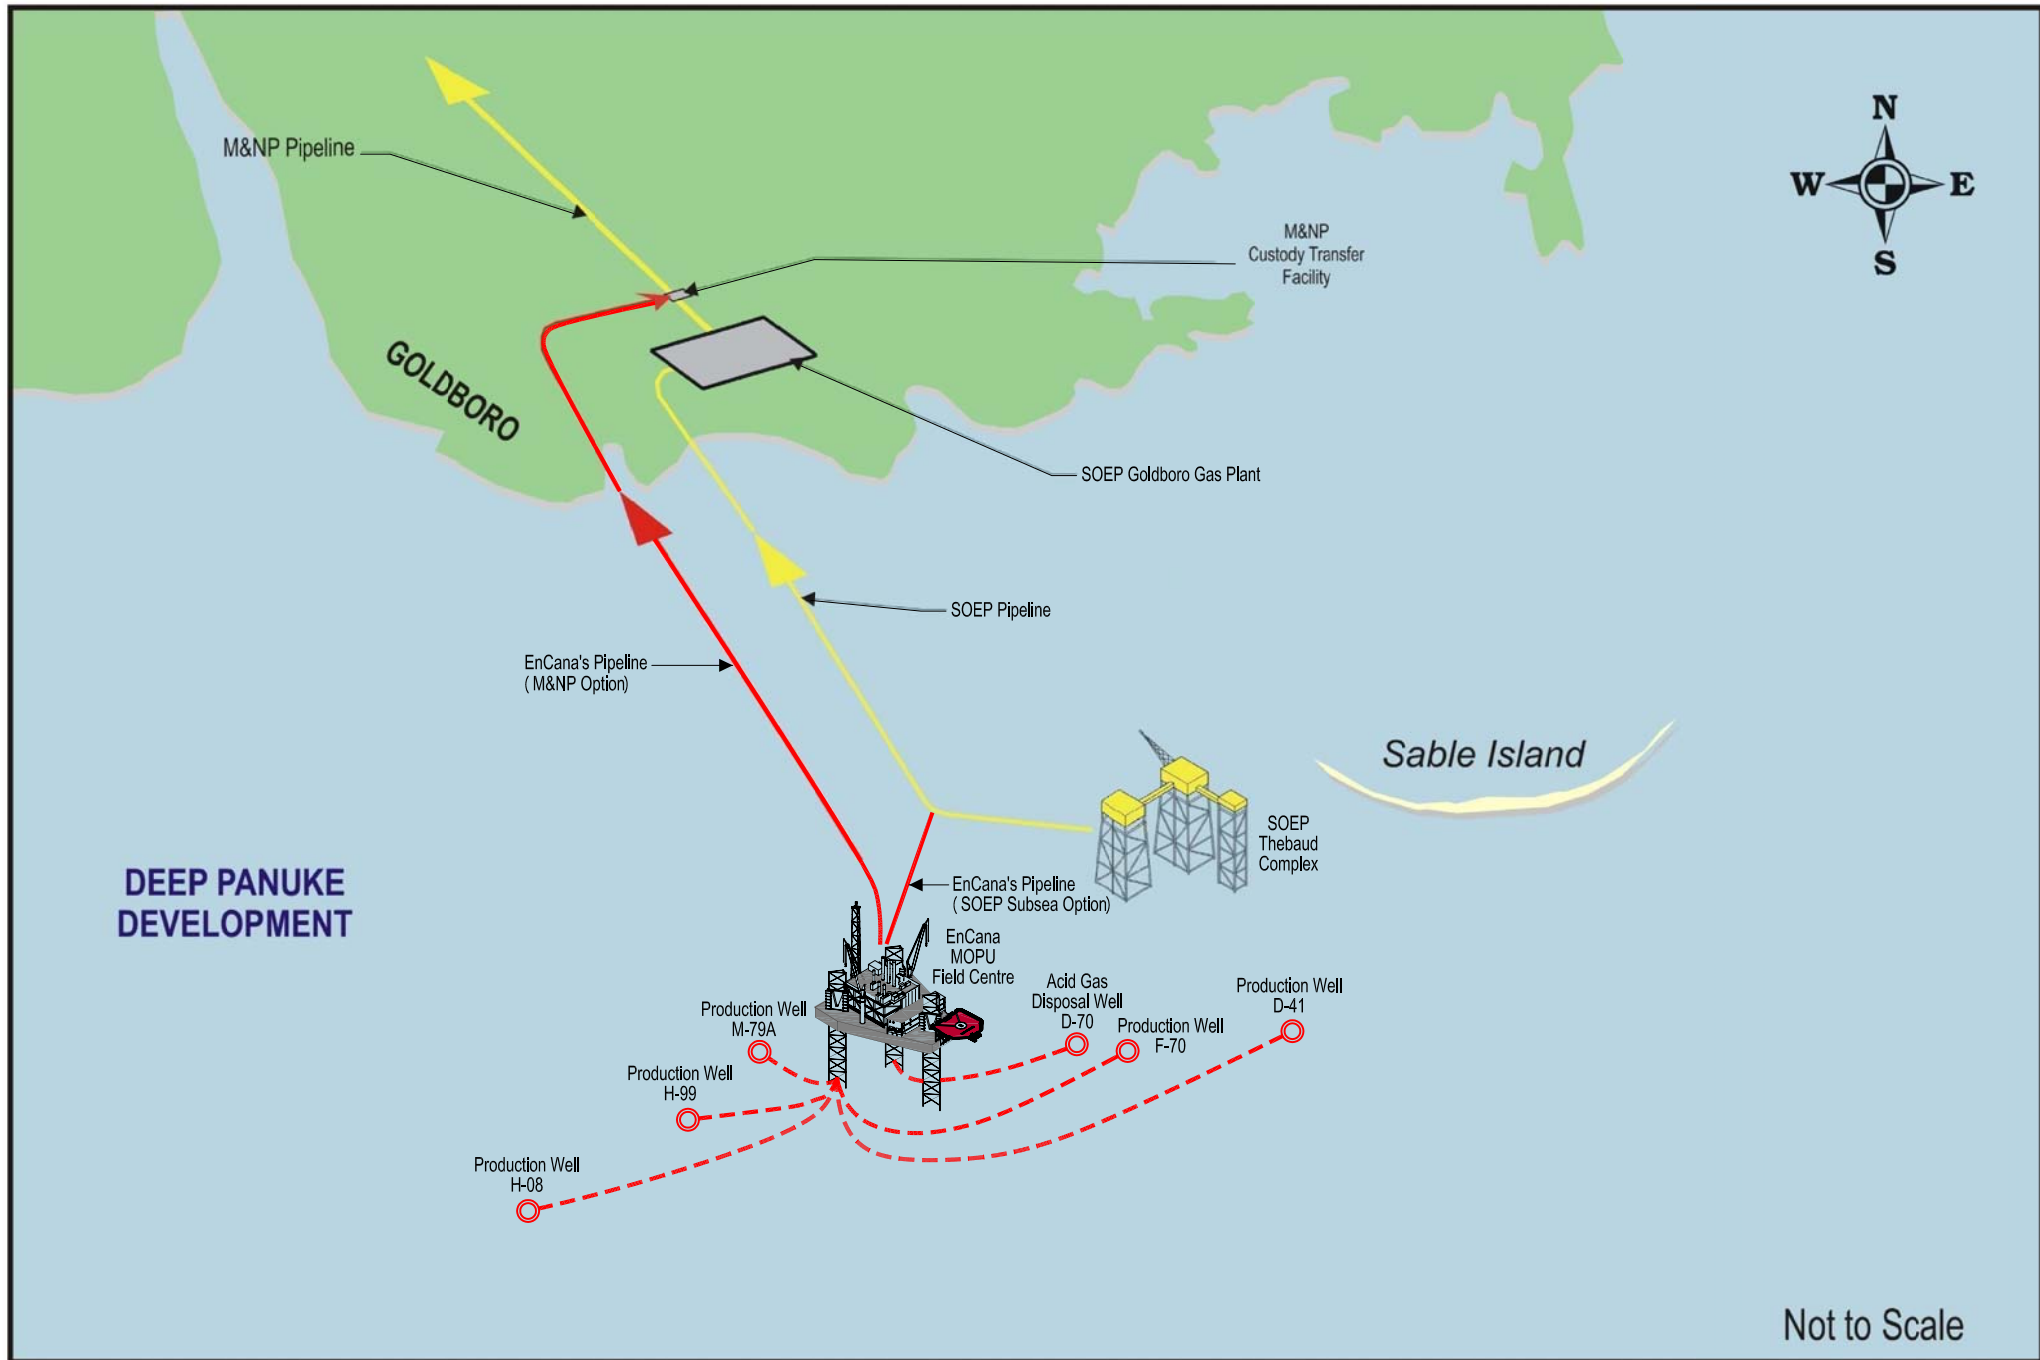 N
W
E
S
M&NP Pipeline
M&NP
Custody Transfer
Facility
GOLDBORO
SOEP Goldboro Gas Plant
SOEP Pipeline
EnCana's Pipeline
( M&NP Option)
Sable Island
SOEP
Thebaud
Complex
DEEP PANUKE
DEVELOPMENT
EnCana's Pipeline
( SOEP Subsea Option)
EnCana
MOPU
Field Centre
Acid Gas
Disposal Well
D-70
Production Well
D-41
Production Well
M-79A
Production Well
F-70
Production Well
H-99
Production Well
H-08
Not to Scale